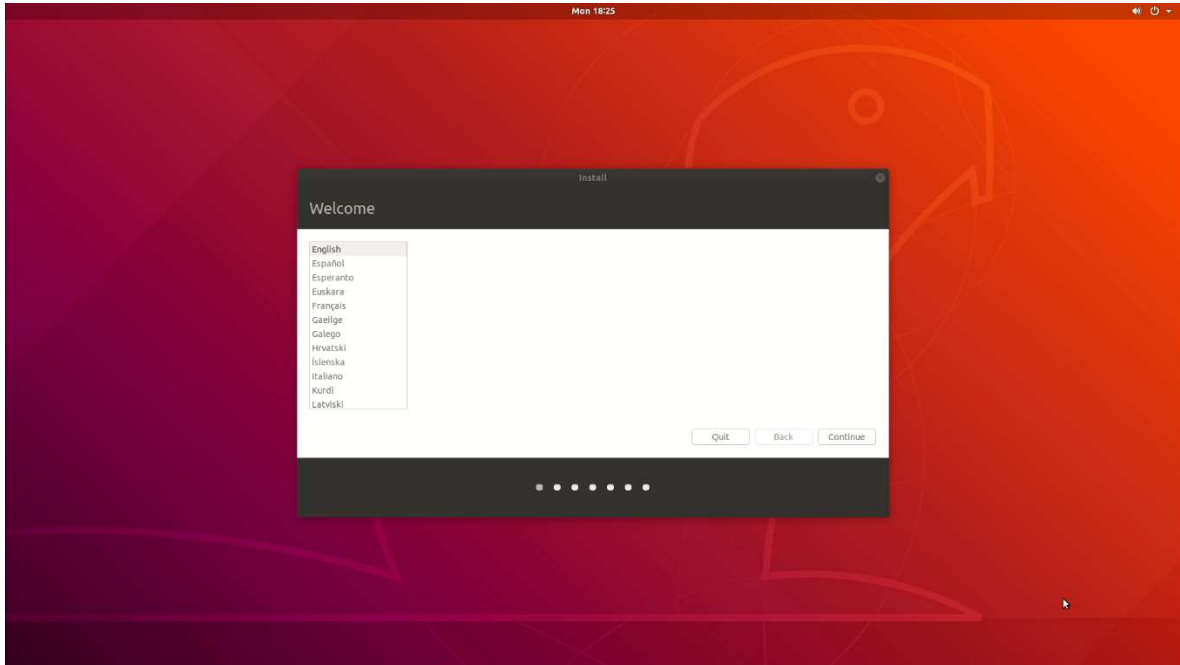 Mon 18:25
Install
Welcome
English
Español
Esperanto
Euskara
Français
Gaeilge
Galego
Hrvatski
Íslenska
Italiano
Kurdî
Latviski
Quit Back Continue